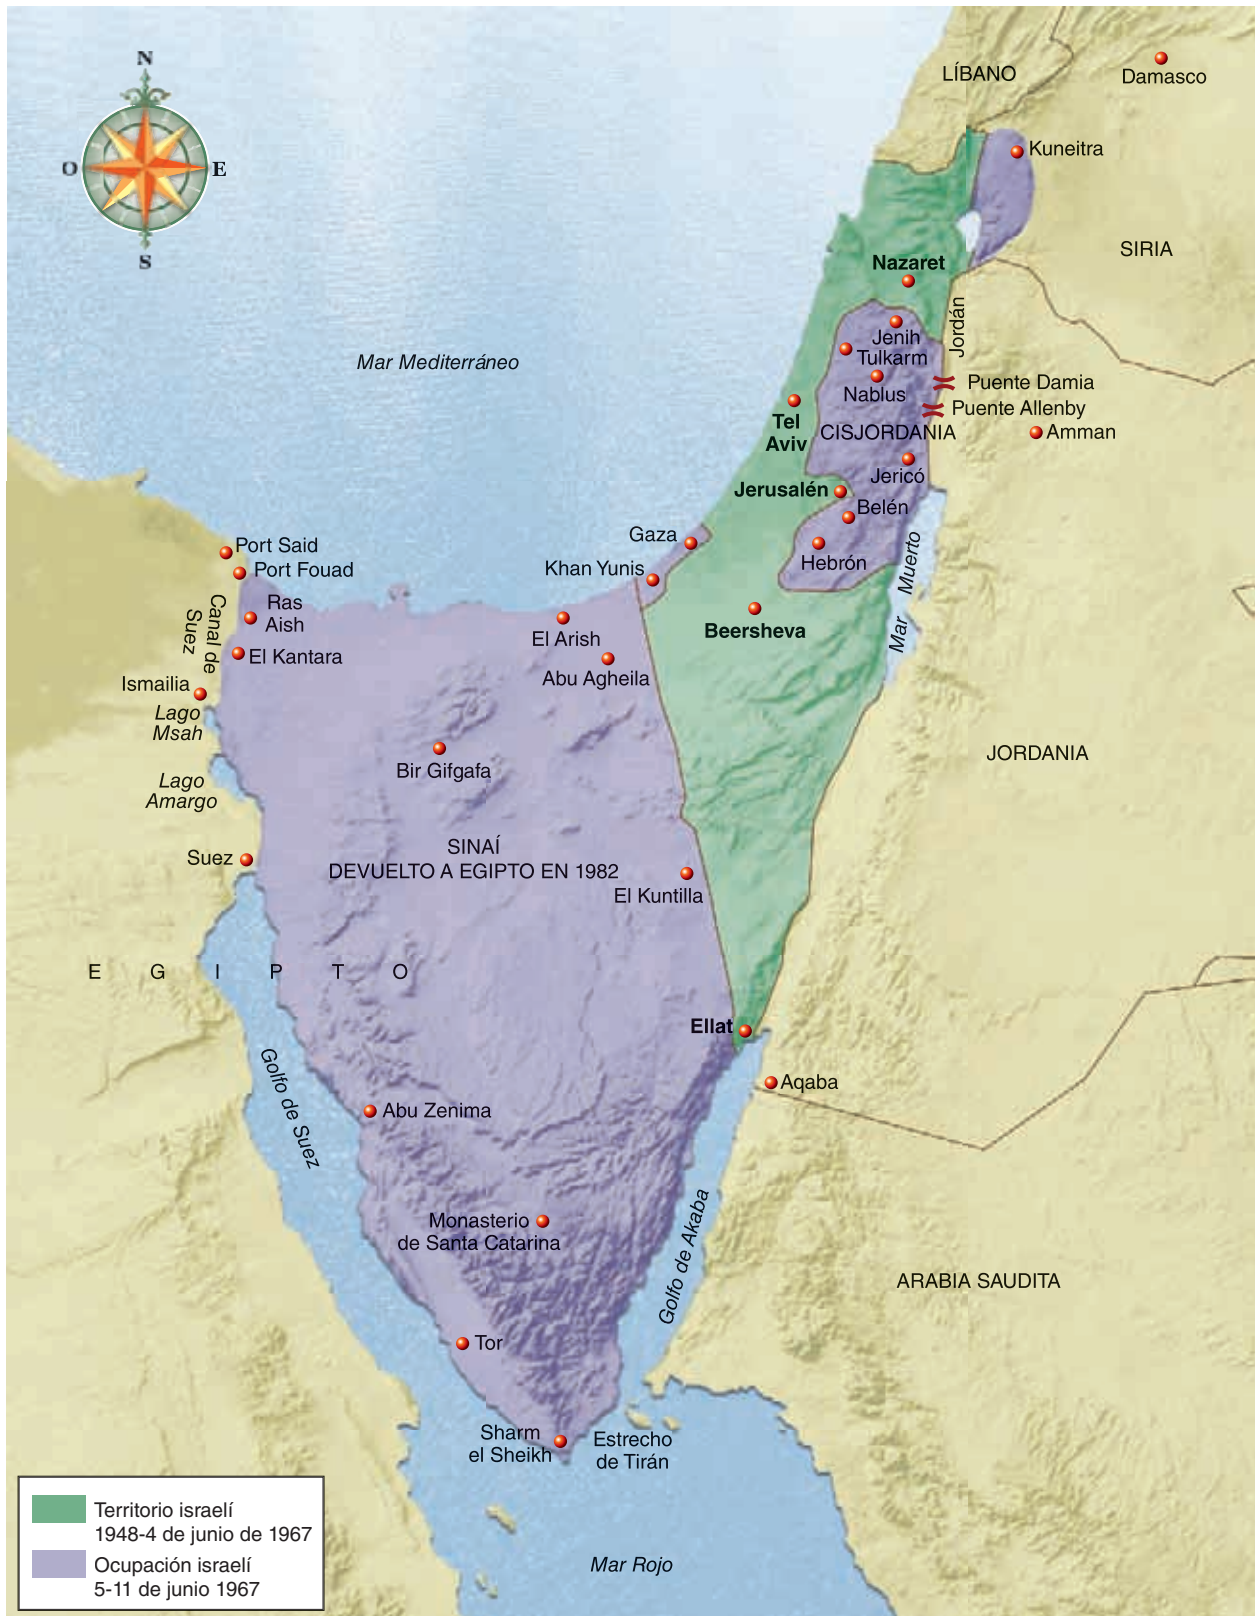 N
O
E
S
LÍBANO
Damasco
Kuneitra
SIRIA
Nazaret
Jordán
Jenih
Tulkarm
Nablus
Puente Damia
Puente Allenby
Mar Mediterráneo
Tel
Aviv
CISJORDANIA
Amman
Jericó
Jerusalén
Belén
Hebrón
Mar Muerto
Gaza
Khan Yunis
Port Said
Port Fouad
Ras
Aish
Canal de
Suez
El Kantara
El Arish
Abu Agheila
Beersheva
Ismailia
Lago
Msah
Lago
Amargo
Bir Gifgafa
JORDANIA
Suez
SINAÍ
DEVUELTO A EGIPTO EN 1982
El Kuntilla
E G I P T O
Ellat
Aqaba
Golfo de Suez
Abu Zenima
Monasterio
de Santa Catarina
Golfo de Akaba
ARABIA SAUDITA
Tor
Sharm
el Sheikh
Estrecho
de Tirán
Mar Rojo
Territorio israelí
1948-4 de junio de 1967
Ocupación israelí
5-11 de junio 1967